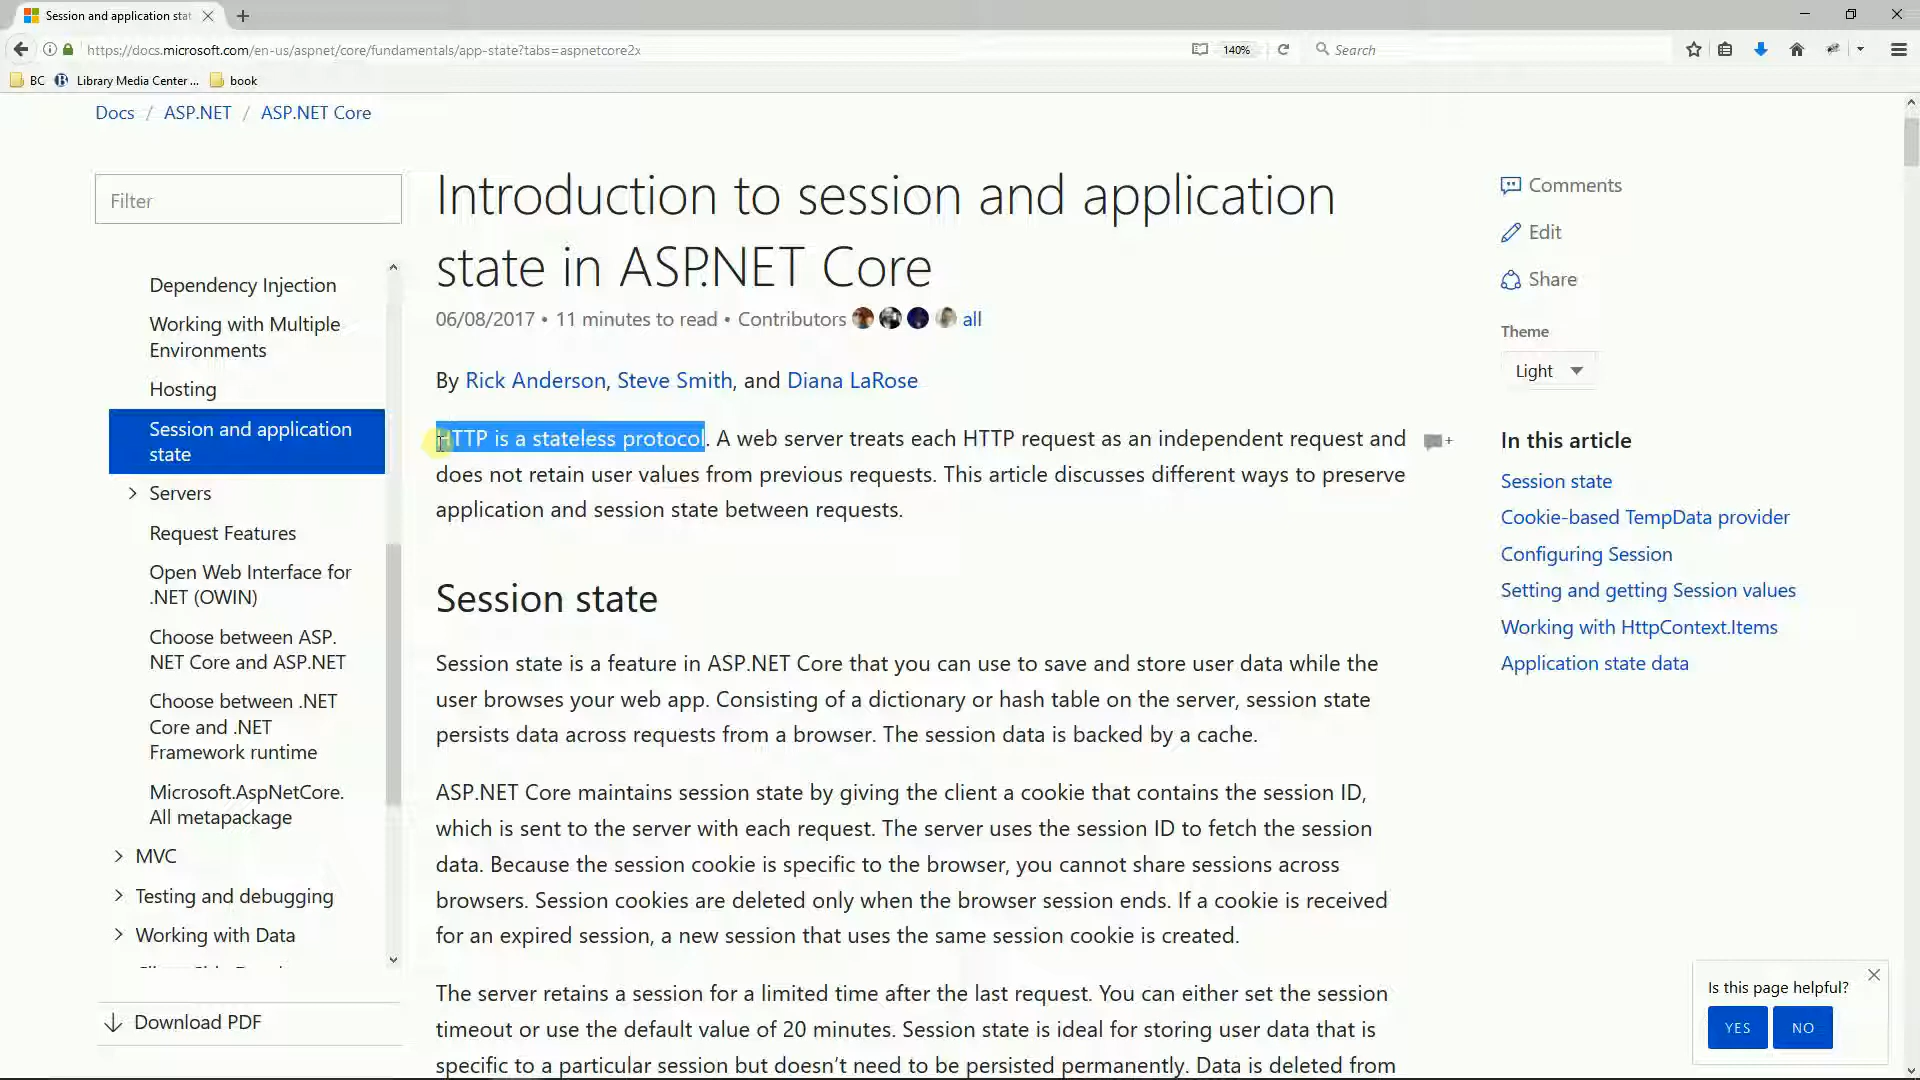 Session and application stat
https://docs.microsoft.com/en-us/aspnet/core/fundamentals/app-state?tabs=aspnetcore2x
140%
Search
BC
Library Media Center ...
book
Docs / ASP.NET / ASP.NET Core
Filter
Dependency Injection
Working with Multiple
Environments
Hosting
Session and application
state
Servers
Request Features
Open Web Interface for
.NET (OWIN)
Choose between ASP.
NET Core and ASP.NET
Choose between .NET
Core and .NET
Framework runtime
Microsoft.AspNetCore.
All metapackage
MVC
Testing and debugging
Working with Data
Download PDF
Introduction to session and application
state in ASP.NET Core
06/08/2017 • 11 minutes to read • Contributors all
By Rick Anderson, Steve Smith, and Diana LaRose
HTTP is a stateless protocol. A web server treats each HTTP request as an independent request and
does not retain user values from previous requests. This article discusses different ways to preserve
application and session state between requests.
Session state
Session state is a feature in ASP.NET Core that you can use to save and store user data while the
user browses your web app. Consisting of a dictionary or hash table on the server, session state
persists data across requests from a browser. The session data is backed by a cache.
ASP.NET Core maintains session state by giving the client a cookie that contains the session ID,
which is sent to the server with each request. The server uses the session ID to fetch the session
data. Because the session cookie is specific to the browser, you cannot share sessions across
browsers. Session cookies are deleted only when the browser session ends. If a cookie is received
for an expired session, a new session that uses the same session cookie is created.
The server retains a session for a limited time after the last request. You can either set the session
timeout or use the default value of 20 minutes. Session state is ideal for storing user data that is
specific to a particular session but doesn't need to be persisted permanently. Data is deleted from
Comments
Edit
Share
Theme
Light
In this article
Session state
Cookie-based TempData provider
Configuring Session
Setting and getting Session values
Working with HttpContext.Items
Application state data
Is this page helpful?
YES
NO